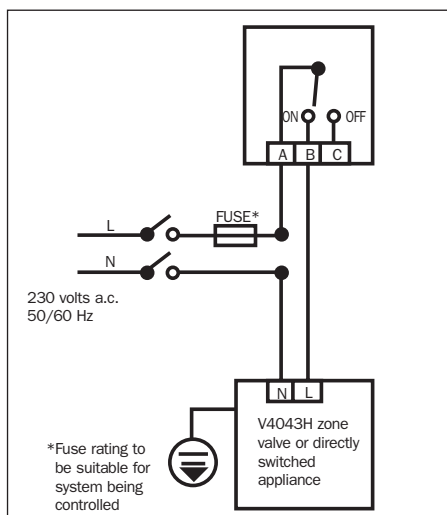 ON OFF
A B C
L
FUSE*
N
230 volts a.c.
50/60 Hz
N L
V4043H zone
valve or directly
switched
appliance
*Fuse rating to
be suitable for
system being
controlled